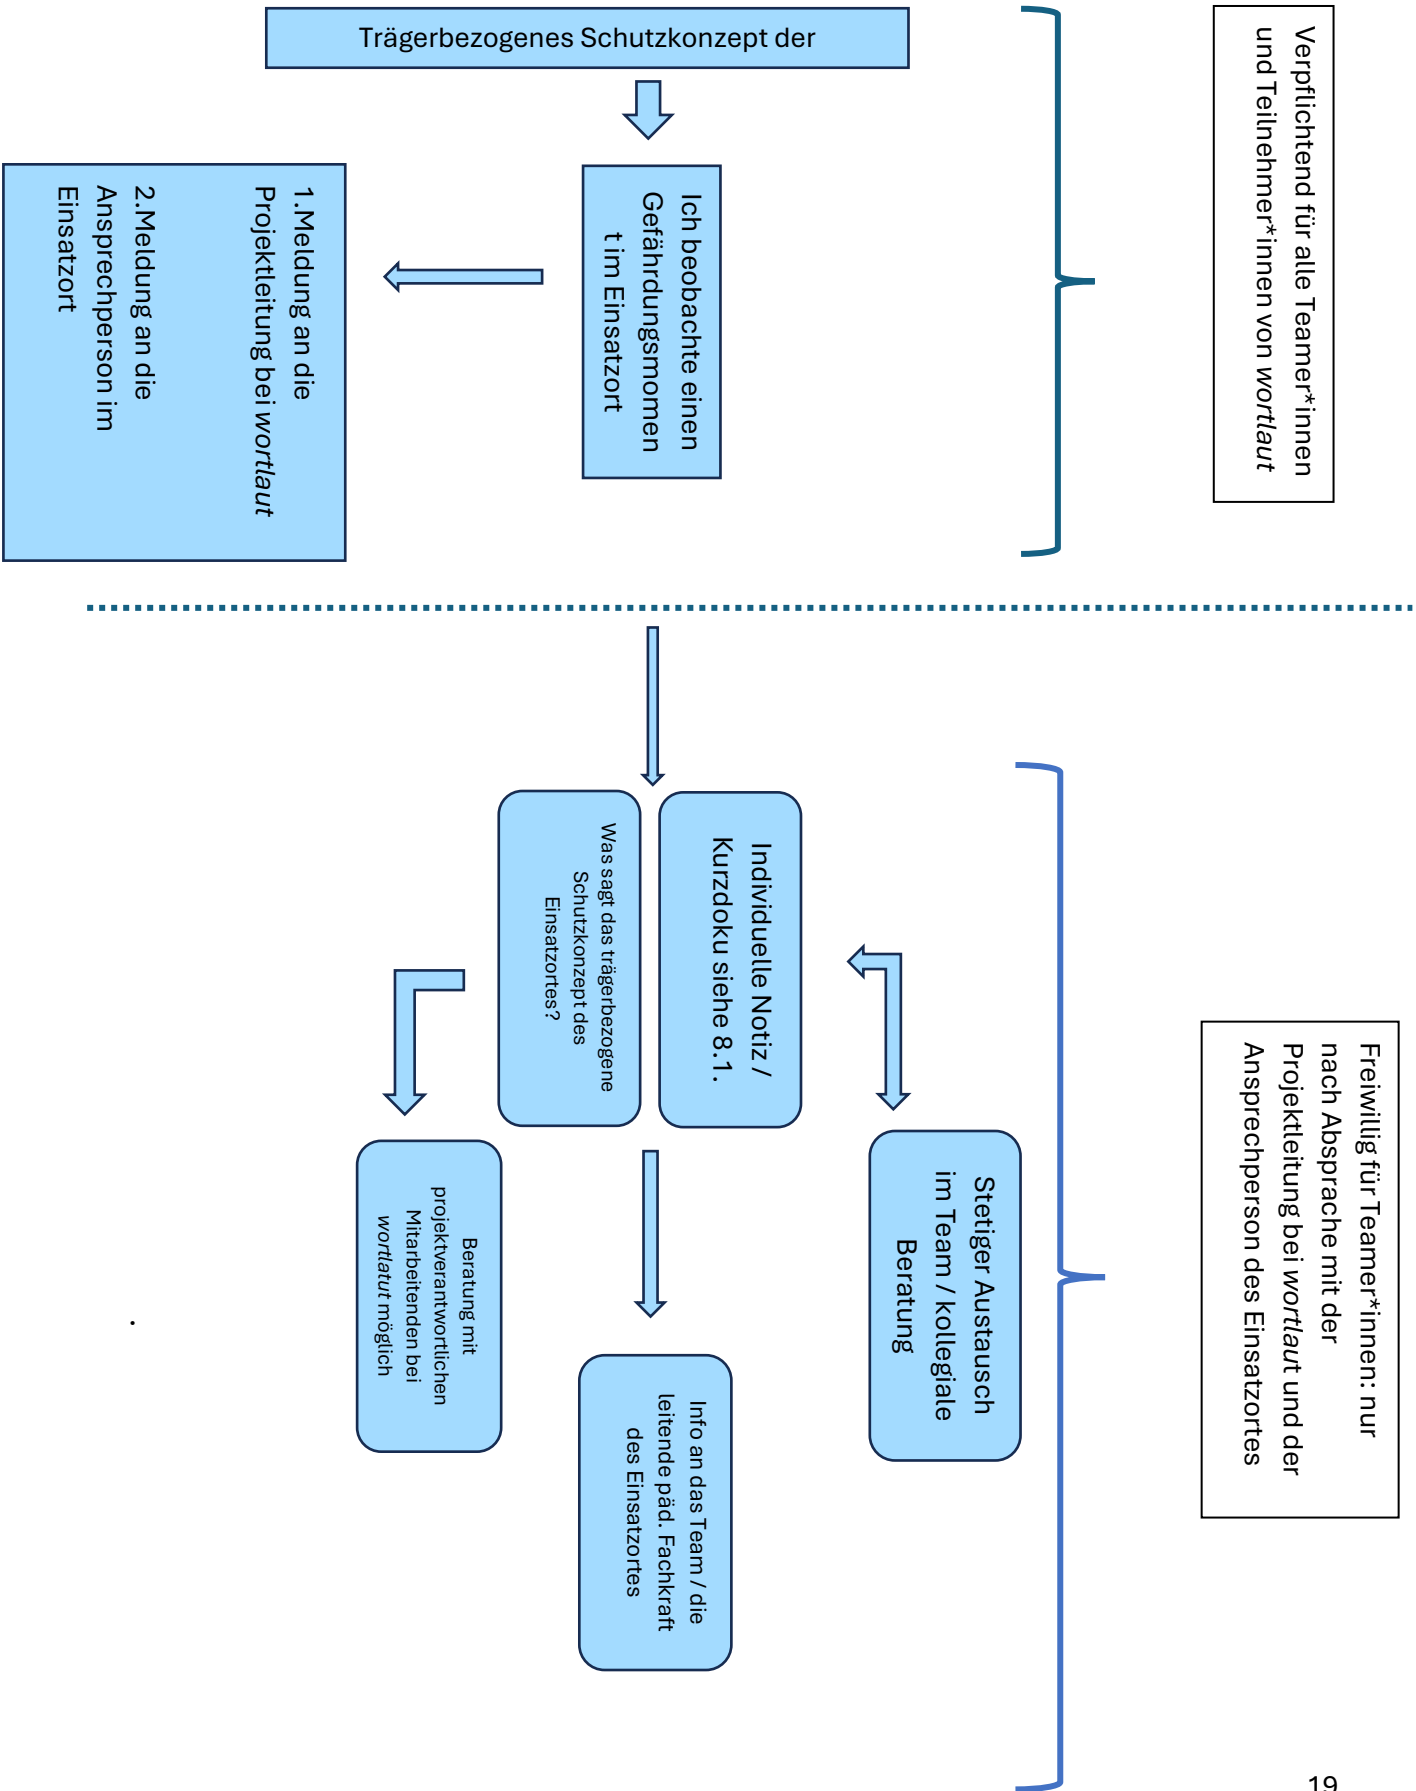 Trägerbezogenes Schutzkonzept der
Verpflichtend für alle Teamer*innen
und Teilnehmer*innen von wortlaut
Ich beobachte einen
Gefährdungsmomen
t im Einsatzort
1.Meldung an die
Projektleitung bei wortlaut
2.Meldung an die
Ansprechperson im
Einsatzort
Freiwillig für Teamer*innen: nur
nach Absprache mit der
Projektleitung bei wortlaut und der
Ansprechperson des Einsatzortes
Individuelle Notiz /
Kurzdoku siehe 8.1.
Was sagt das trägerbezogene
Schutzkonzept des
Einsatzortes?
Stetiger Austausch
im Team / kollegiale
Beratung
Info an das Team / die
leitende päd. Fachkraft
des Einsatzortes
Beratung mit
projektverantwortlichen
Mitarbeitenden bei
wortlatut möglich
.
19